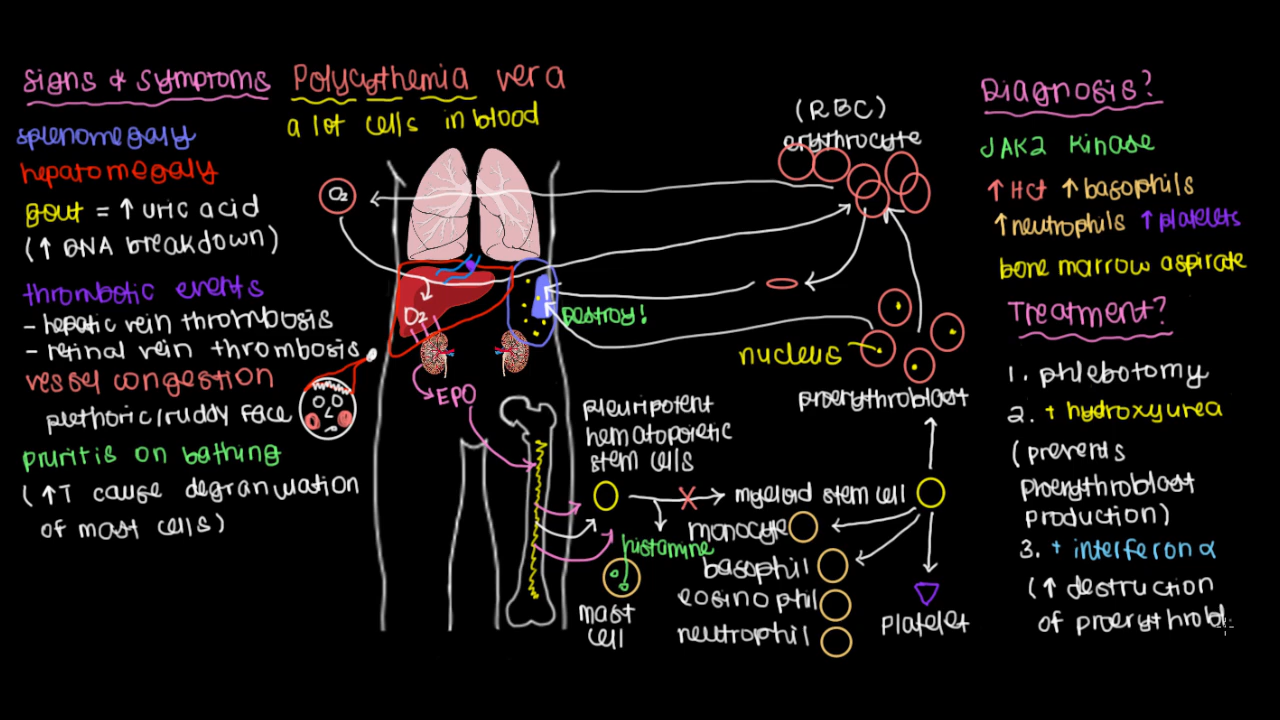 Signs & Symptoms
splenomegaly
hepatomegaly
gout = ↑ uric acid
(↑ DNA breakdown)
thrombotic events
- hepatic vein thrombosis
- retinal vein thrombosis
vessel congestion
plethoric/ruddy face
pruritis on bathing
(↑T cause degranulation
of mast cells)
Polycythemia vera
a lot cells in blood
O2
O2
Destroy!
EPO
(RBC)
erythrocyte
nucleus
proerythroblast
pleuripotent
hematopoietic
stem cells
myeloid stem cell
monocyte
histamine
basophil
eosinophil
neutrophil
mast
cell
platelet
Diagnosis?
JAK2 Kinase
↑Hct ↑basophils
↑neutrophils ↑platelets
bone marrow aspirate
Treatment?
1. phlebotomy
2. + hydroxyurea
(prevents
proerythroblast
production)
3. + interferon α
(↑ destruction
of proerythrobl